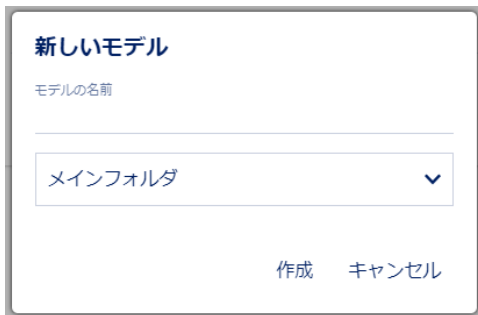 新しいモデル
モデルの名前
メインフォルダ
作成 キャンセル